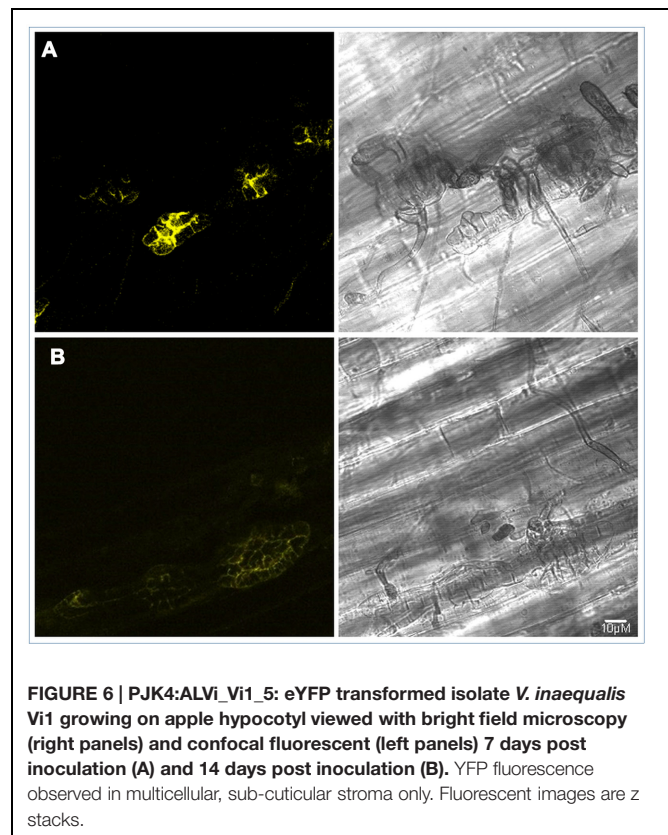 A
B
10µM
FIGURE 6 | PJK4:ALVi_Vi1_5: eYFP transformed isolate V. inaequalis
Vi1 growing on apple hypocotyl viewed with bright field microscopy
(right panels) and confocal fluorescent (left panels) 7 days post
inoculation (A) and 14 days post inoculation (B). YFP fluorescence
observed in multicellular, sub-cuticular stroma only. Fluorescent images are z
stacks.